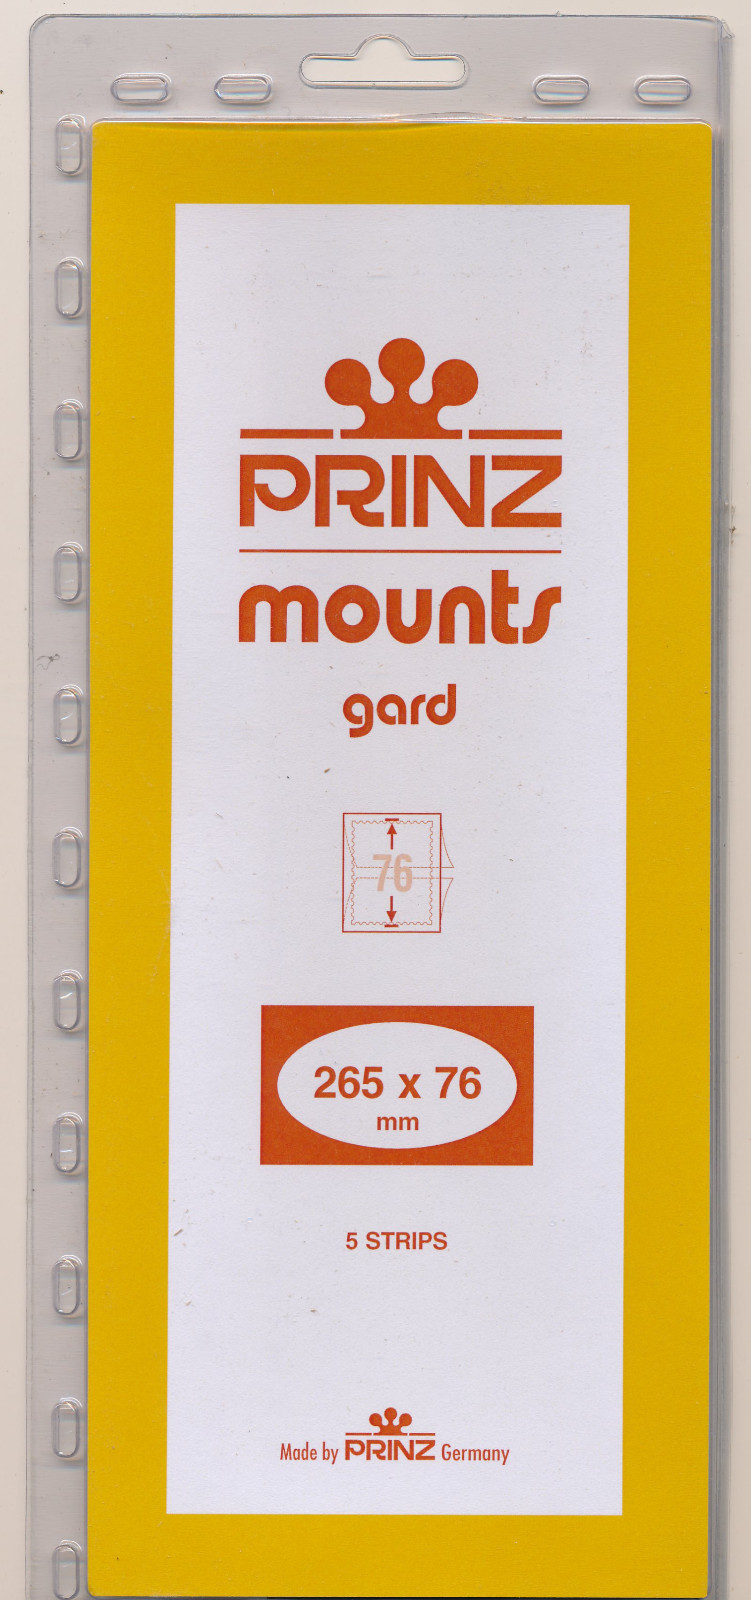 PRINZ
mounts
gard
76
265 x 76
mm
5 STRIPS
Made by PRINZ Germany